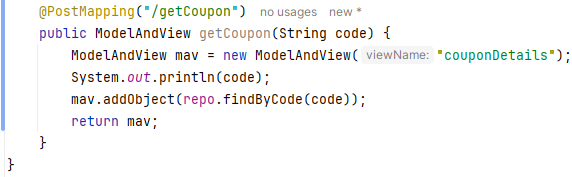 @PostMapping("/getCoupon") no usages new *
public ModelAndView getCoupon(String code) {
ModelAndView mav = new ModelAndView( viewName: "couponDetails");
System.out.println(code);
mav.addObject(repo.findByCode(code));
return mav;
}
}